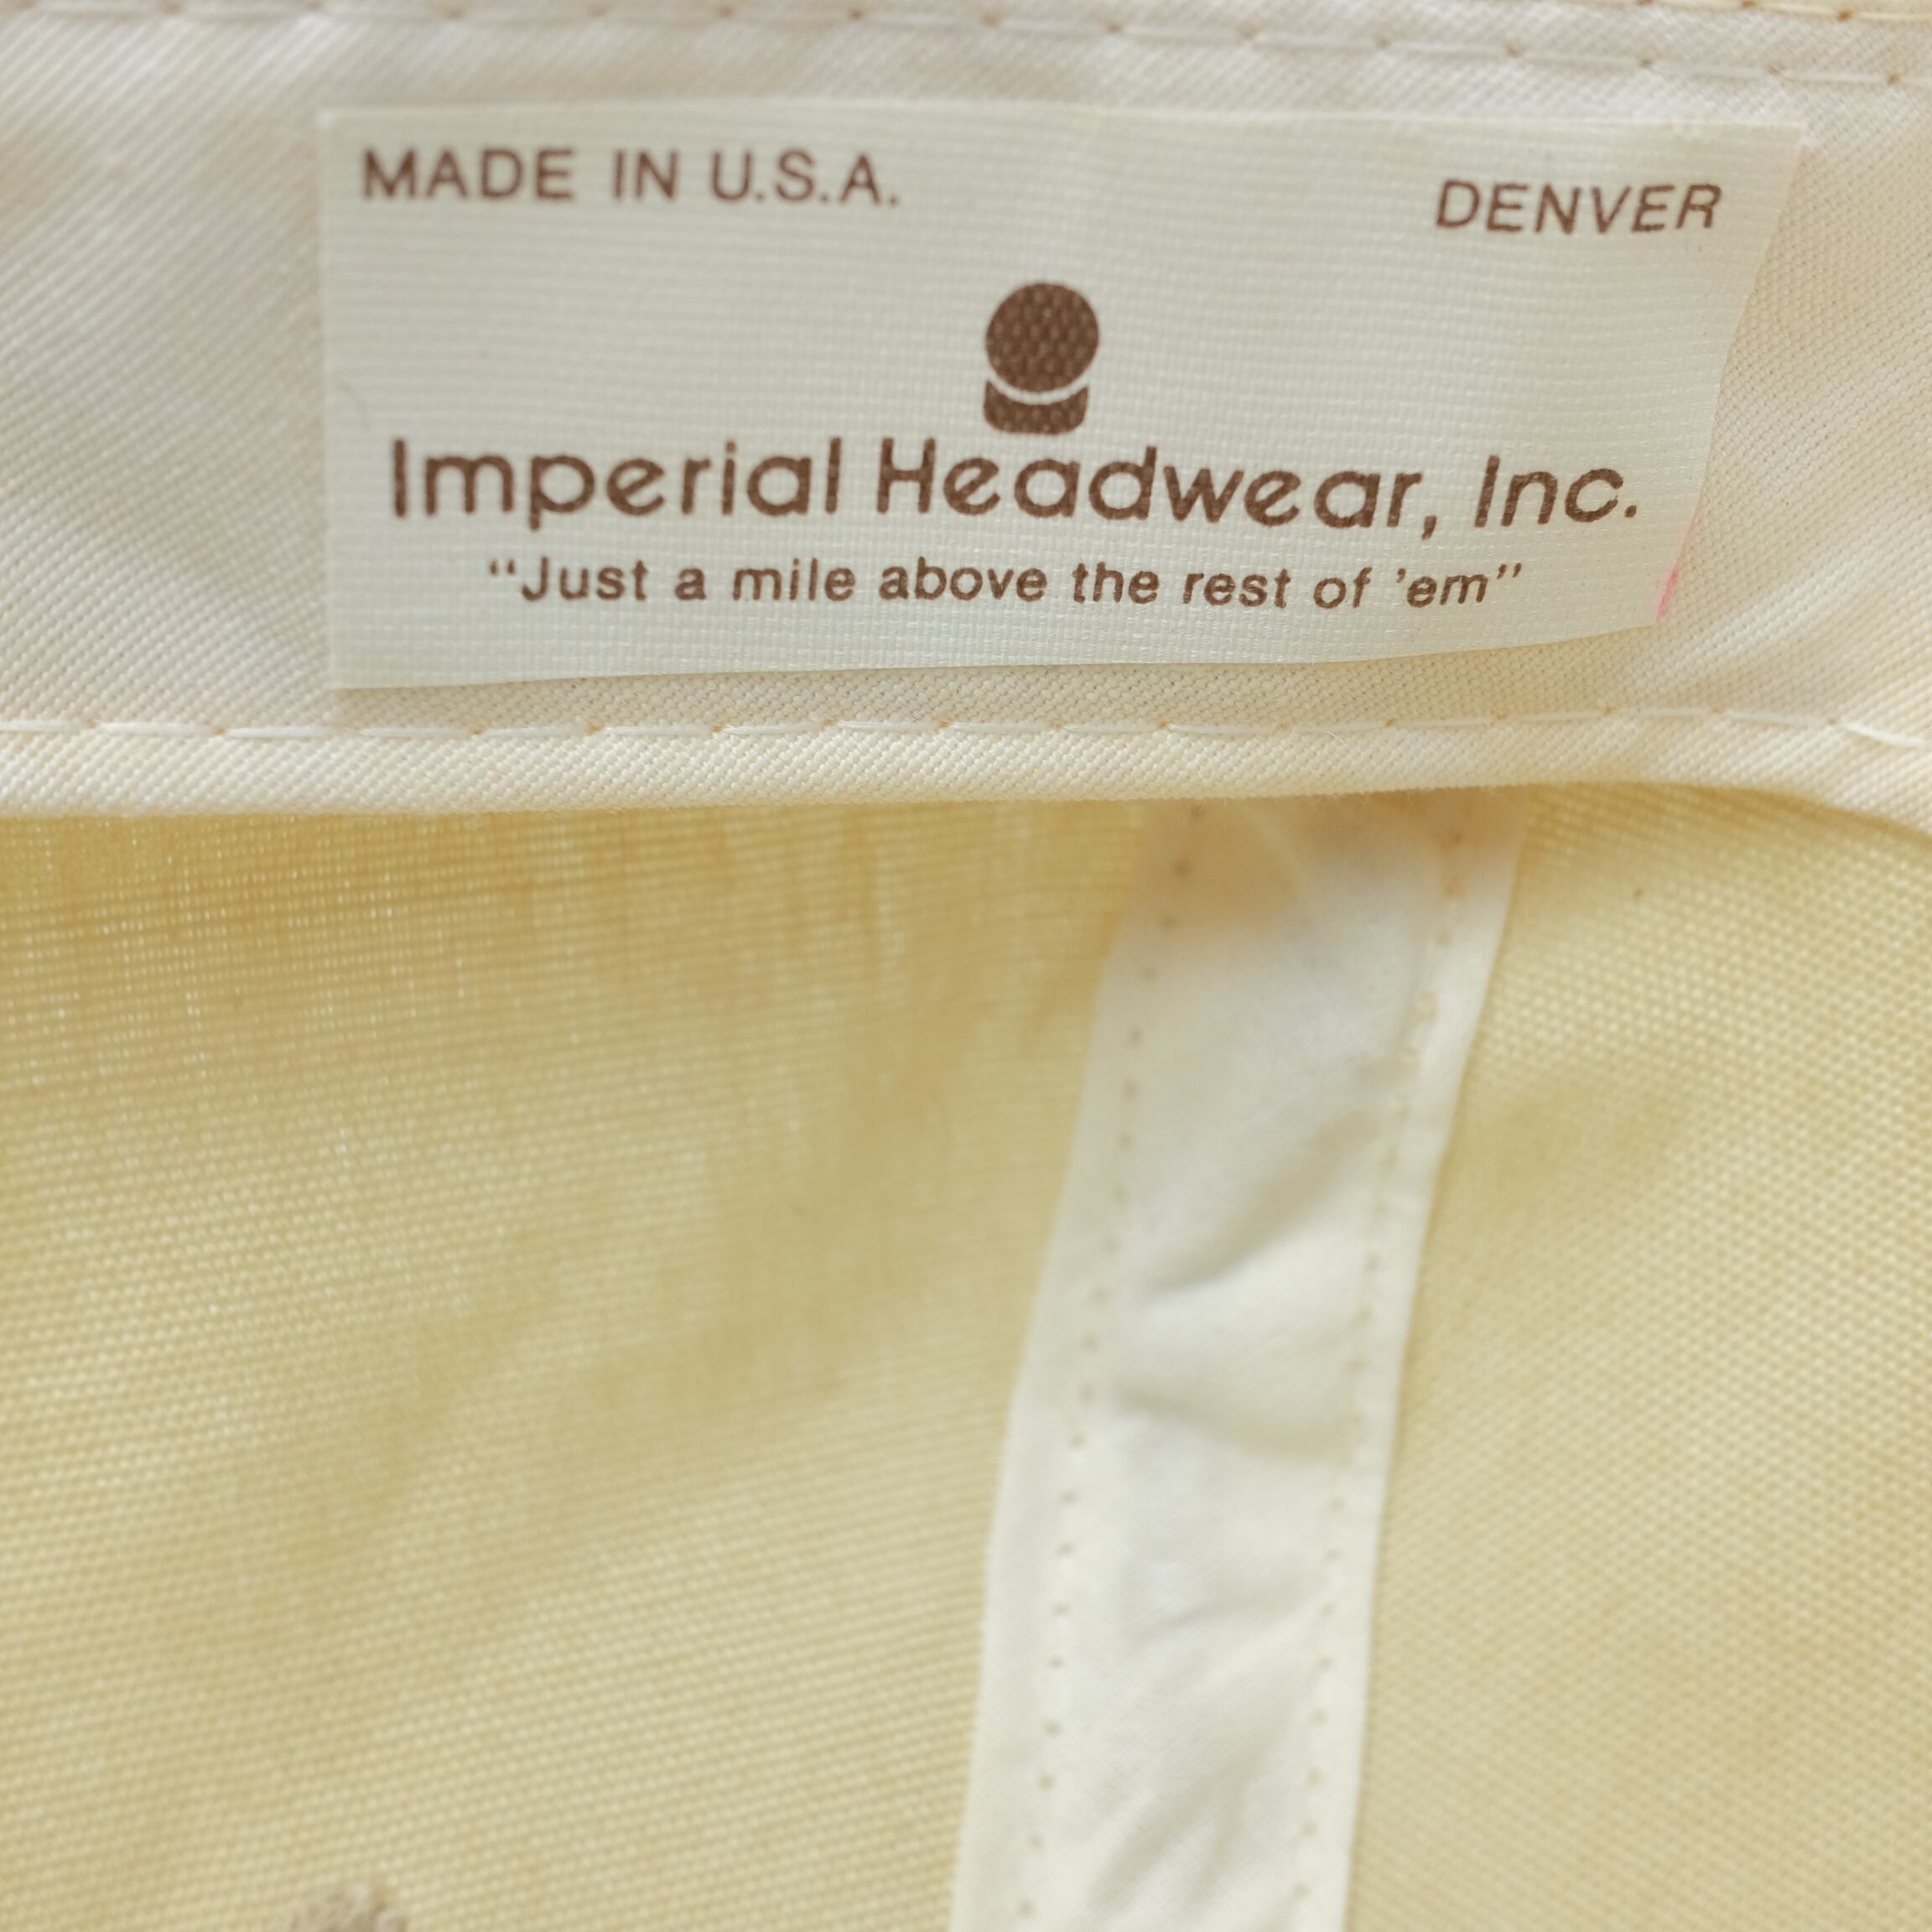 MADE IN U.S.A. DENVER
Imperial Headwear, Inc.
“Just a mile above the rest of ’em”